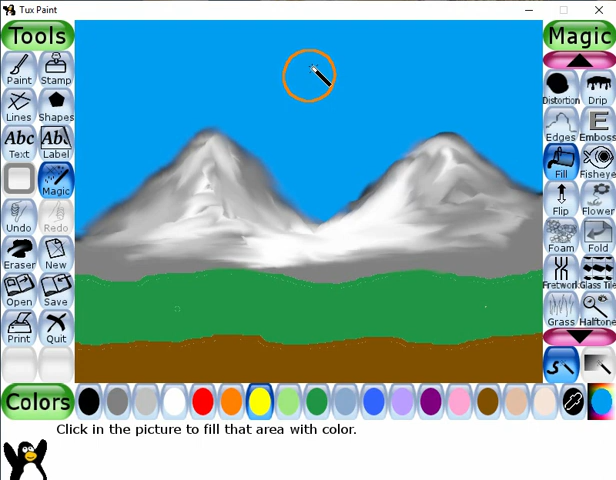 Tux Paint
Tools
Magic
Paint
Stamp
Lines
Shapes
Abc
Text
Abc
Label
Magic
Undo
Redo
Eraser
New
Open
Save
Print
Quit
Distortion
Drip
Edges
E
Emboss
Fill
Fisheye
Flip
Flower
Foam
Fold
Fretwork
Glass Tile
Grass
Halftone
Colors
Click in the picture to fill that area with color.